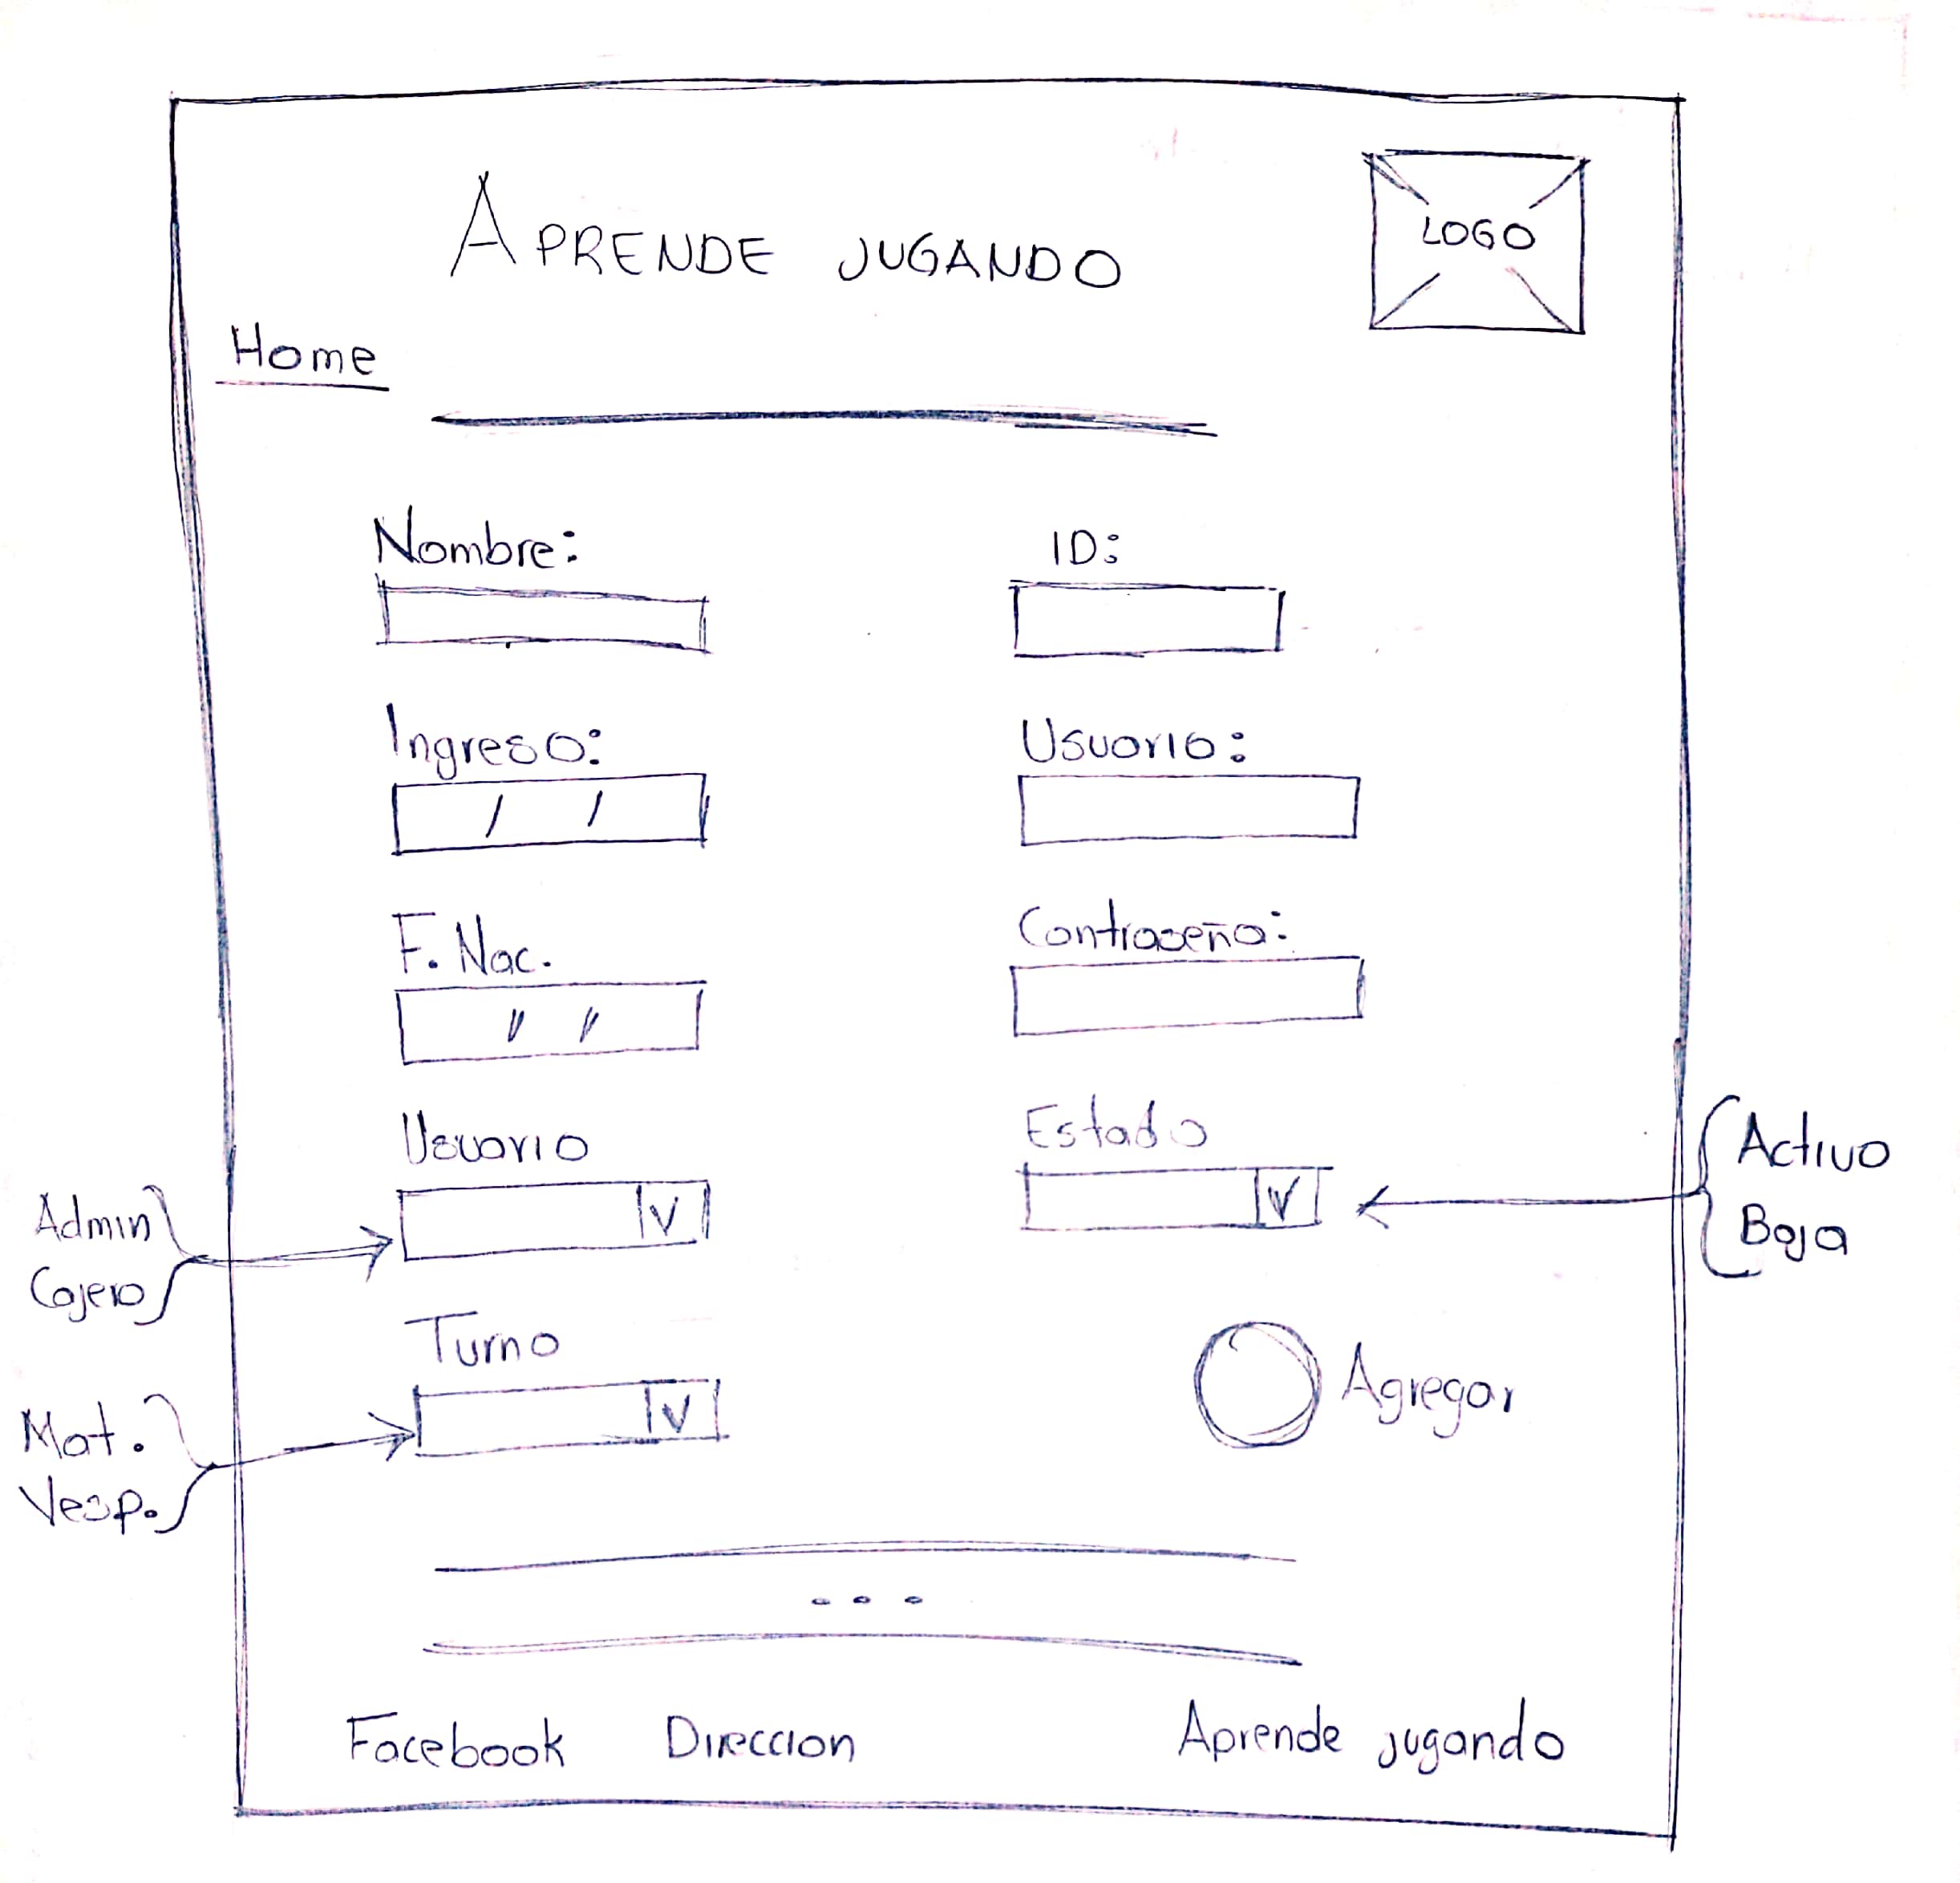 APRENDE JUGANDO
LOGO
Home
Nombre:
ID:
Ingreso:
/ /
Usuario:
F. Nac.
/ /
Contraseña:
Usuario
V
Estado
V
Admin
Cajero
Activo
Baja
Turno
V
Mat.
Vesp.
Agregar
...
Facebook Direccion Aprende jugando